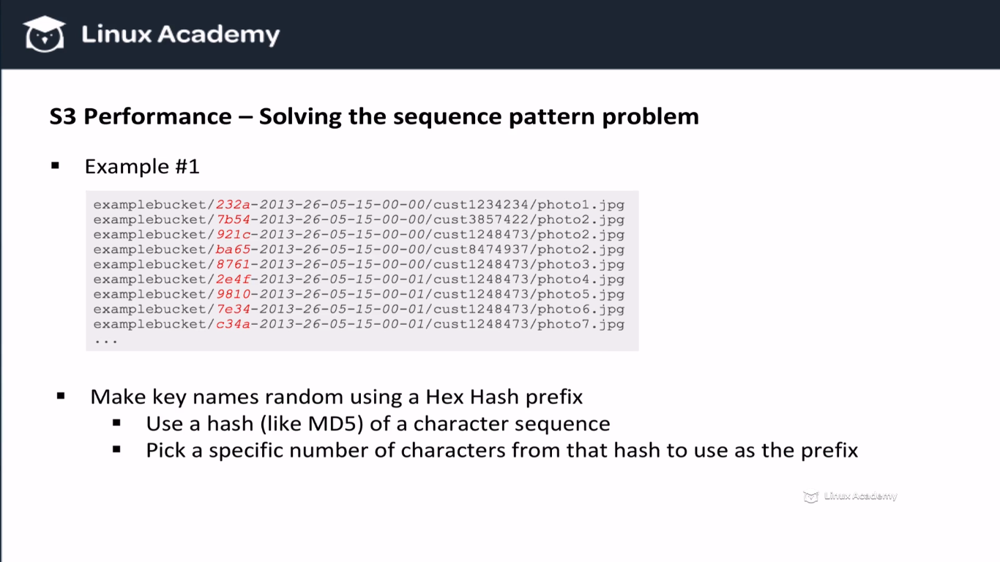 Linux Academy
S3 Performance – Solving the sequence pattern problem
▪ Example #1
examplebucket/232a-2013-26-05-15-00-00/cust1234234/photo1.jpg
examplebucket/7b54-2013-26-05-15-00-00/cust3857422/photo2.jpg
examplebucket/921c-2013-26-05-15-00-00/cust1248473/photo2.jpg
examplebucket/ba65-2013-26-05-15-00-00/cust8474937/photo2.jpg
examplebucket/8761-2013-26-05-15-00-00/cust1248473/photo3.jpg
examplebucket/2e4f-2013-26-05-15-00-01/cust1248473/photo4.jpg
examplebucket/9810-2013-26-05-15-00-01/cust1248473/photo5.jpg
examplebucket/7e34-2013-26-05-15-00-01/cust1248473/photo6.jpg
examplebucket/c34a-2013-26-05-15-00-01/cust1248473/photo7.jpg
...
▪ Make key names random using a Hex Hash prefix
▪ Use a hash (like MD5) of a character sequence
▪ Pick a specific number of characters from that hash to use as the prefix
Linux Academy